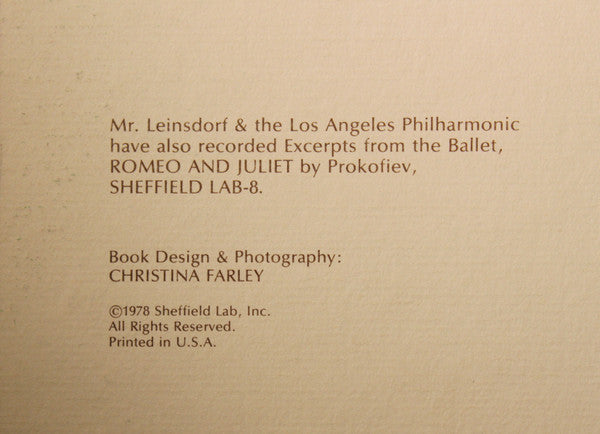 Mr. Leinsdorf & the Los Angeles Philharmonic
have also recorded Excerpts from the Ballet,
ROMEO AND JULIET by Prokofiev,
SHEFFIELD LAB-8.
Book Design & Photography:
CHRISTINA FARLEY
©1978 Sheffield Lab, Inc.
All Rights Reserved.
Printed in U.S.A.